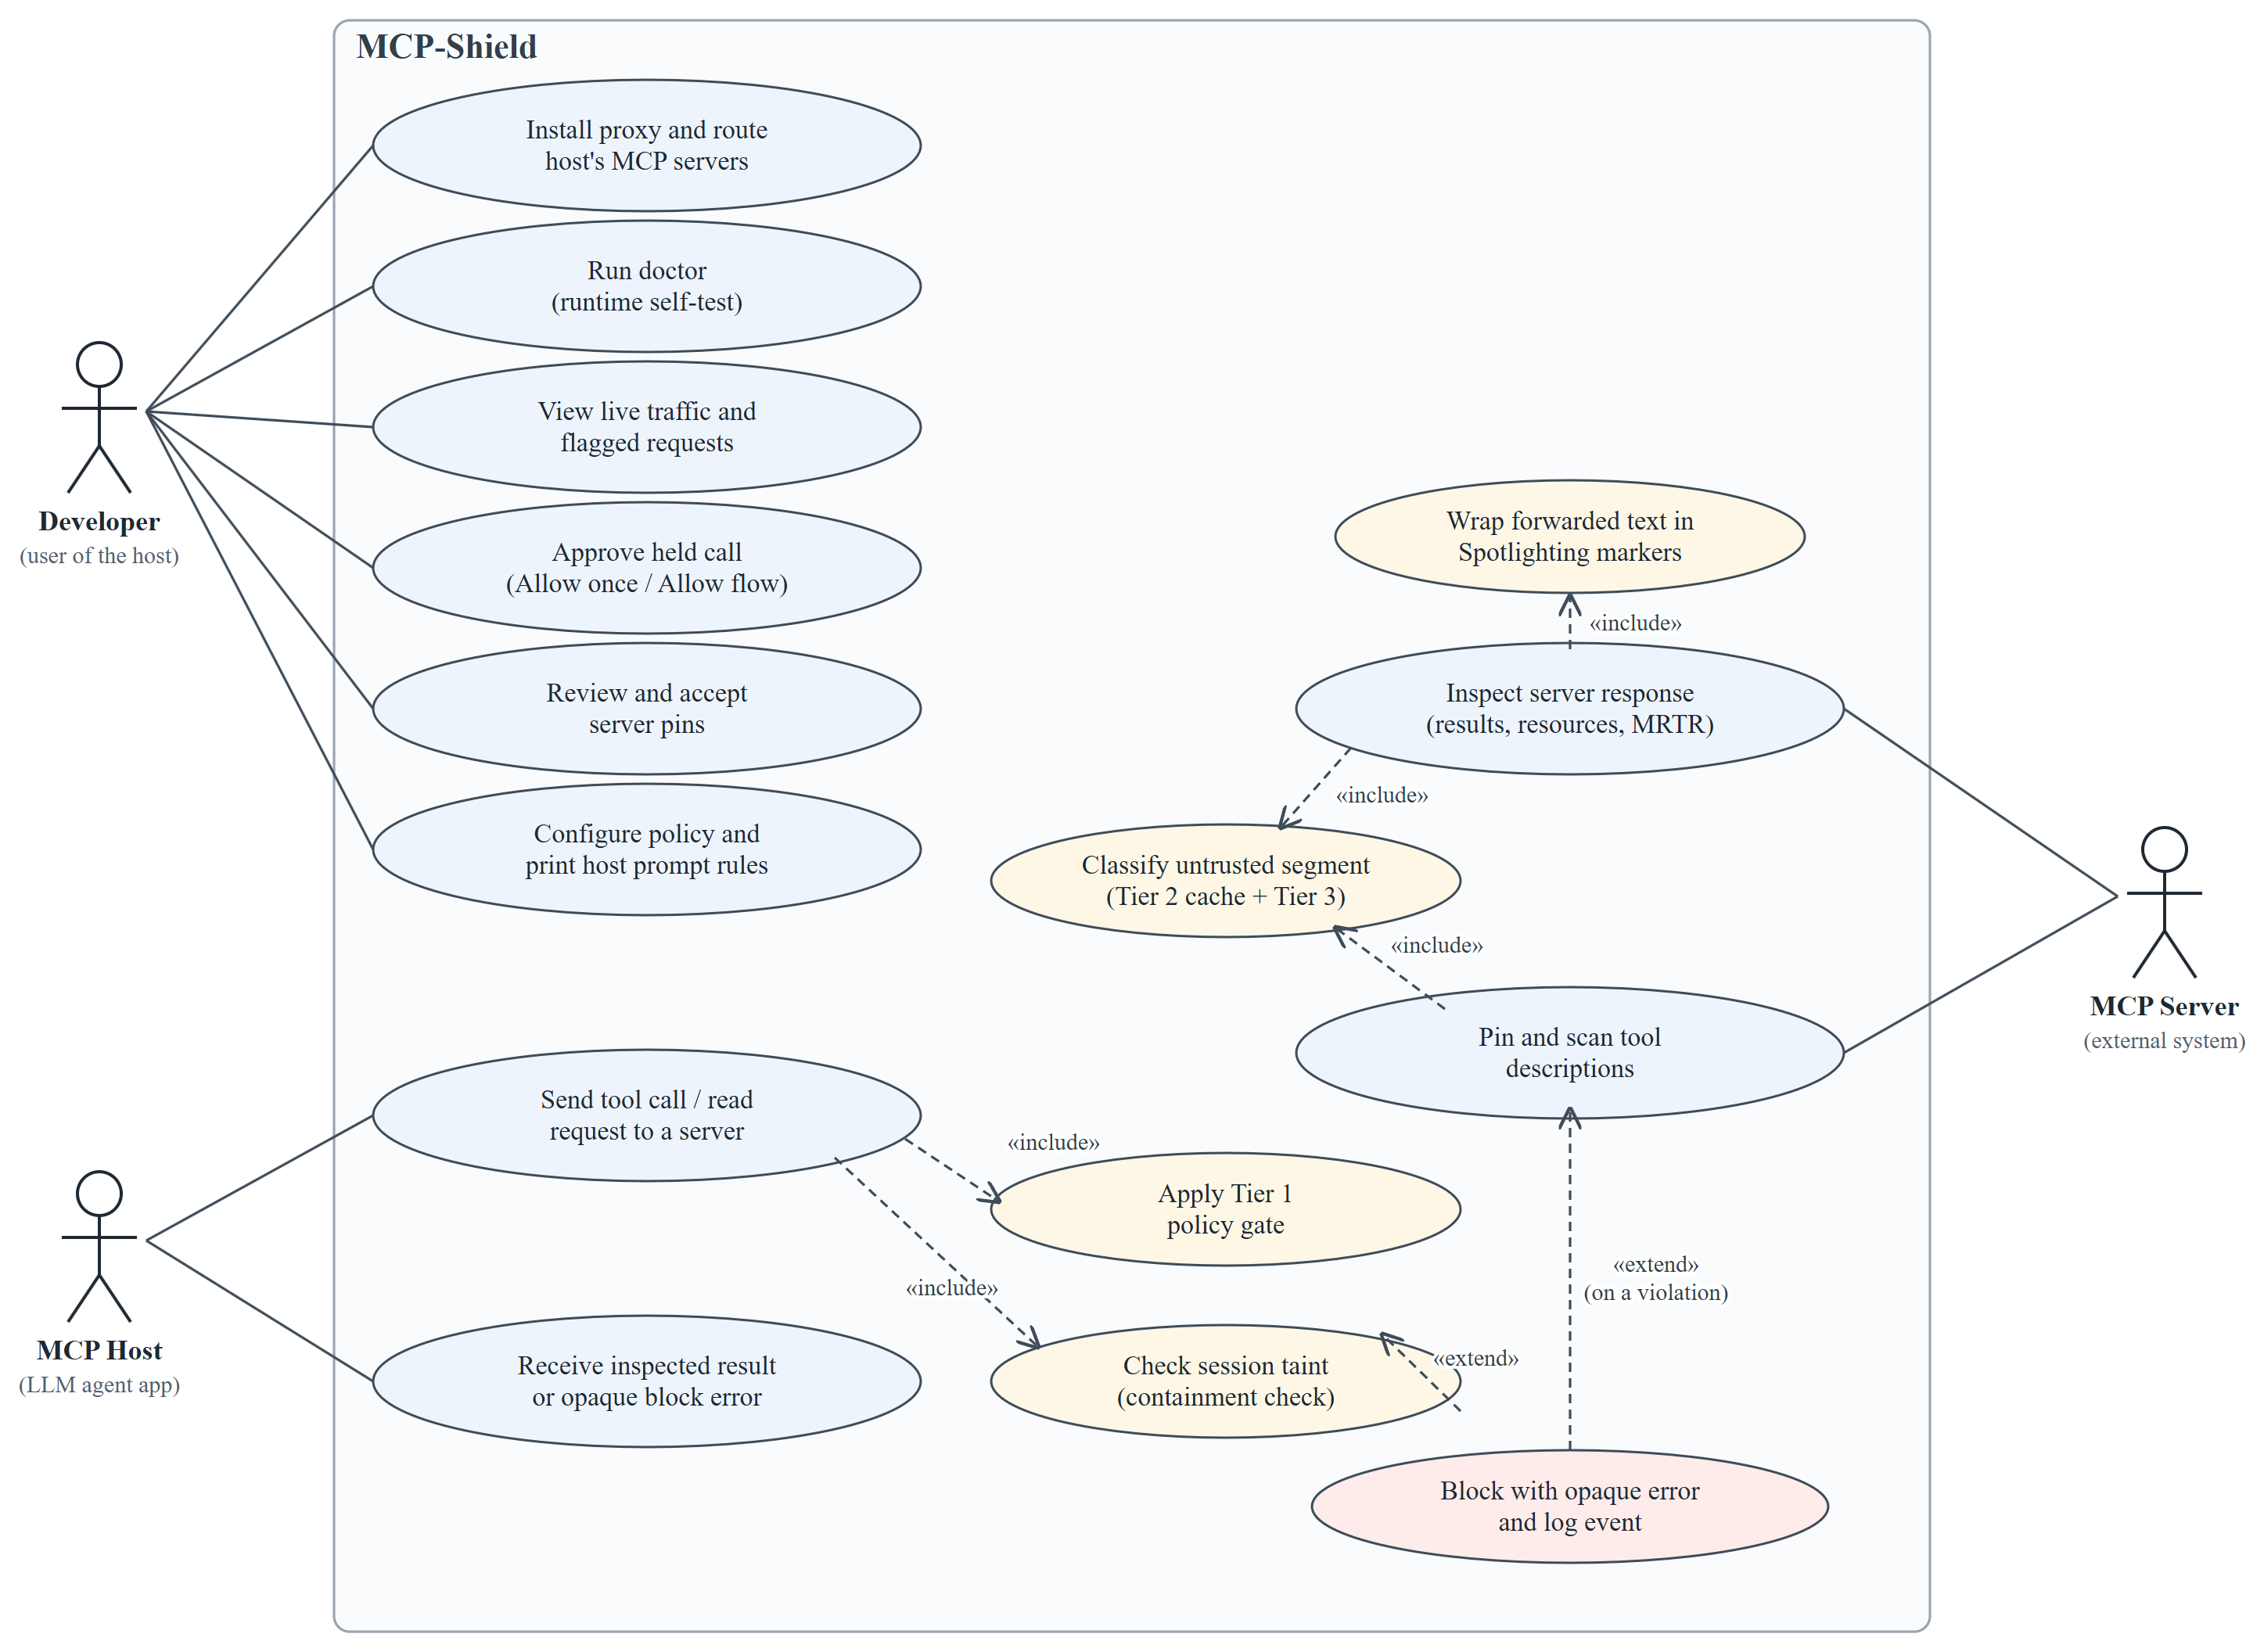 MCP-Shield
Install proxy and route
host's MCP servers
Run doctor
(runtime self-test)
View live traffic and
flagged requests
Developer
(user of the host)
Approve held call
(Allow once / Allow flow)
Wrap forwarded text in
Spotlighting markers
«include»
Review and accept
server pins
Inspect server response
(results, resources, MRTR)
«include»
Configure policy and
print host prompt rules
Classify untrusted segment
(Tier 2 cache + Tier 3)
«include»
MCP Server
(external system)
Pin and scan tool
descriptions
Send tool call / read
request to a server
«include»
Apply Tier 1
policy gate
«extend»
(on a violation)
«include»
MCP Host
(LLM agent app)
Receive inspected result
or opaque block error
Check session taint
(containment check)
«extend»
Block with opaque error
and log event